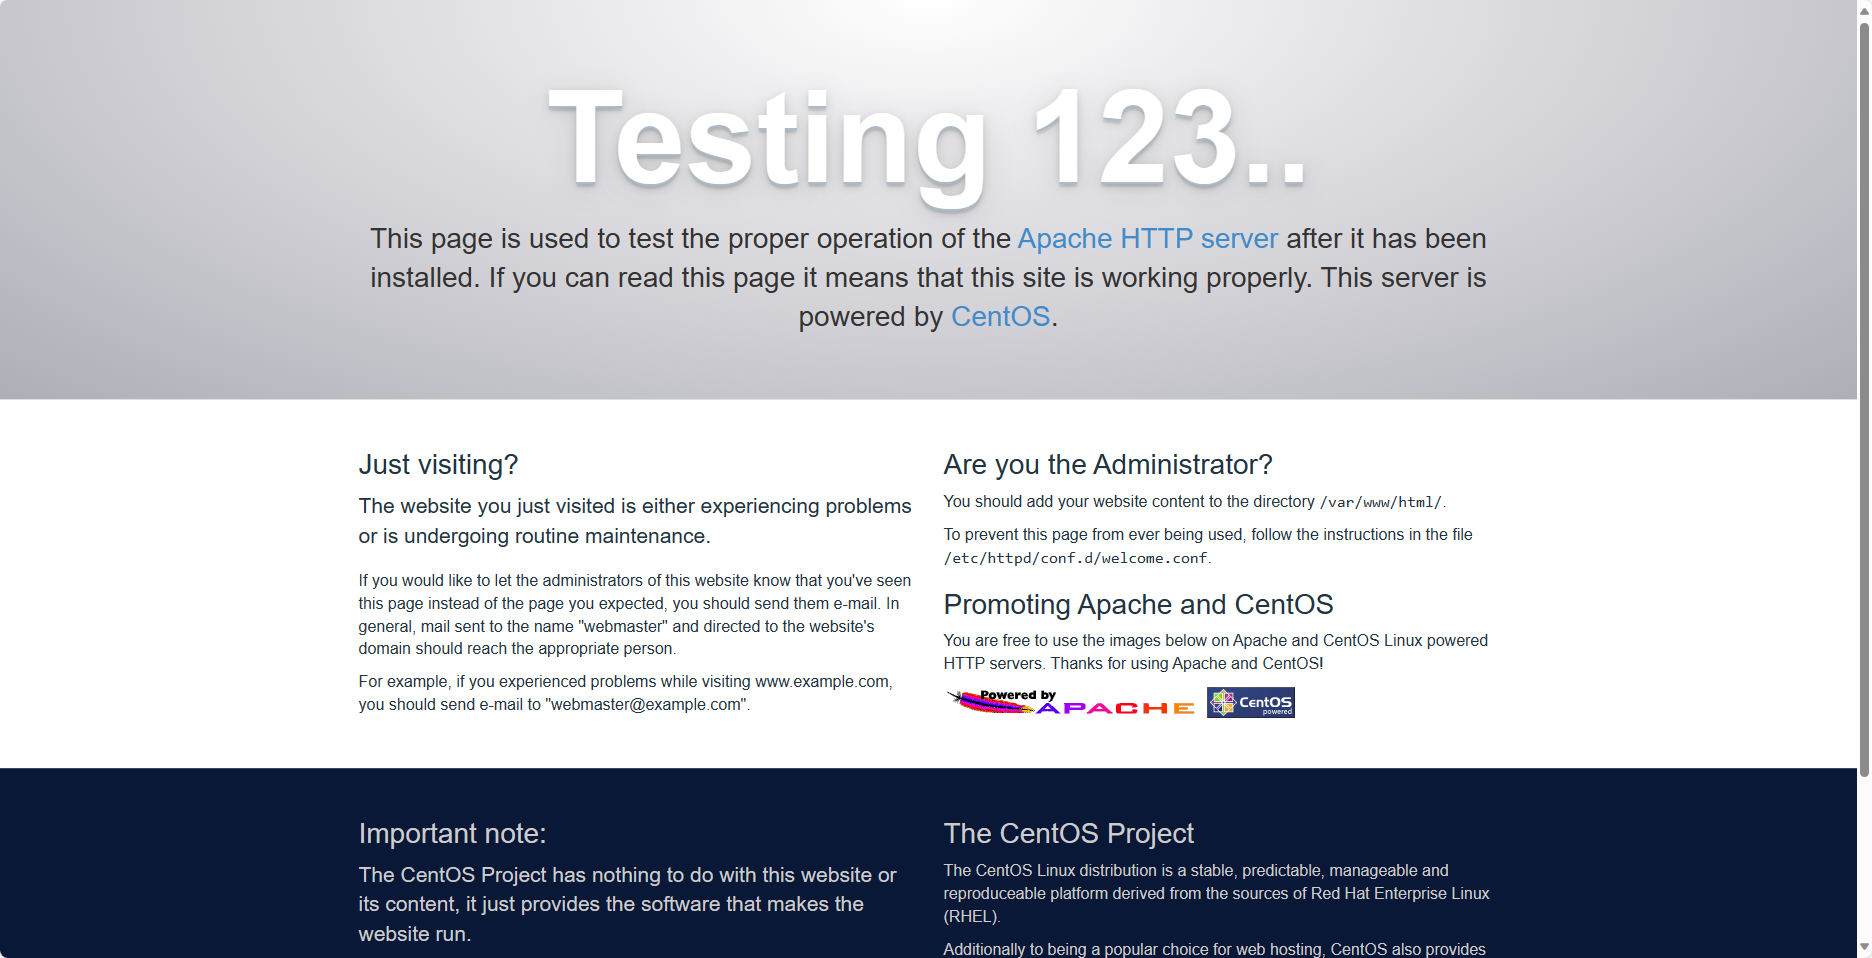 Testing 123..
This page is used to test the proper operation of the Apache HTTP server after it has been
installed. If you can read this page it means that this site is working properly. This server is
powered by CentOS.
Just visiting?
The website you just visited is either experiencing problems
or is undergoing routine maintenance.
If you would like to let the administrators of this website know that you've seen
this page instead of the page you expected, you should send them e-mail. In
general, mail sent to the name "webmaster" and directed to the website's
domain should reach the appropriate person.
For example, if you experienced problems while visiting www.example.com,
you should send e-mail to "webmaster@example.com".
Are you the Administrator?
You should add your website content to the directory /var/www/html/.
To prevent this page from ever being used, follow the instructions in the file
/etc/httpd/conf.d/welcome.conf.
Promoting Apache and CentOS
You are free to use the images below on Apache and CentOS Linux powered
HTTP servers. Thanks for using Apache and CentOS!
Powered by
APACHE
CentOS
powered
Important note:
The CentOS Project has nothing to do with this website or
its content, it just provides the software that makes the
website run.
The CentOS Project
The CentOS Linux distribution is a stable, predictable, manageable and
reproduceable platform derived from the sources of Red Hat Enterprise Linux
(RHEL).
Additionally to being a popular choice for web hosting, CentOS also provides